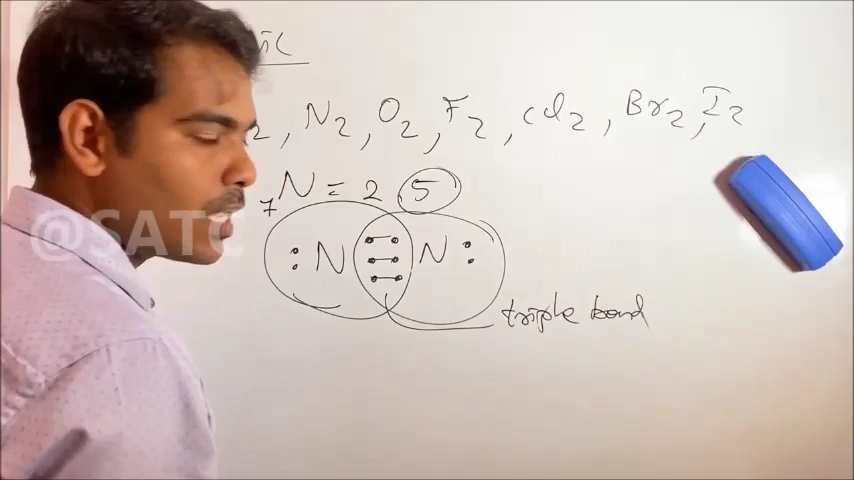 2, N2, O2, F2, Cl2, Br2, I2
7N = 2 5
@SATC
: N N :
triple bond